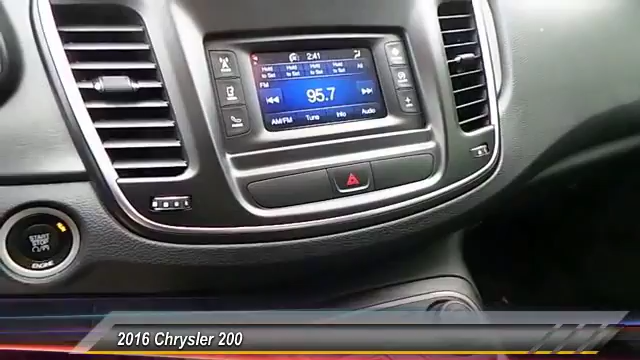 2:41
Hold to Set Hold to Set Hold to Set Hold to Set All
FM
95.7
AM/FM Tune Info Audio
START
STOP
ENGINE
2016 Chrysler 200